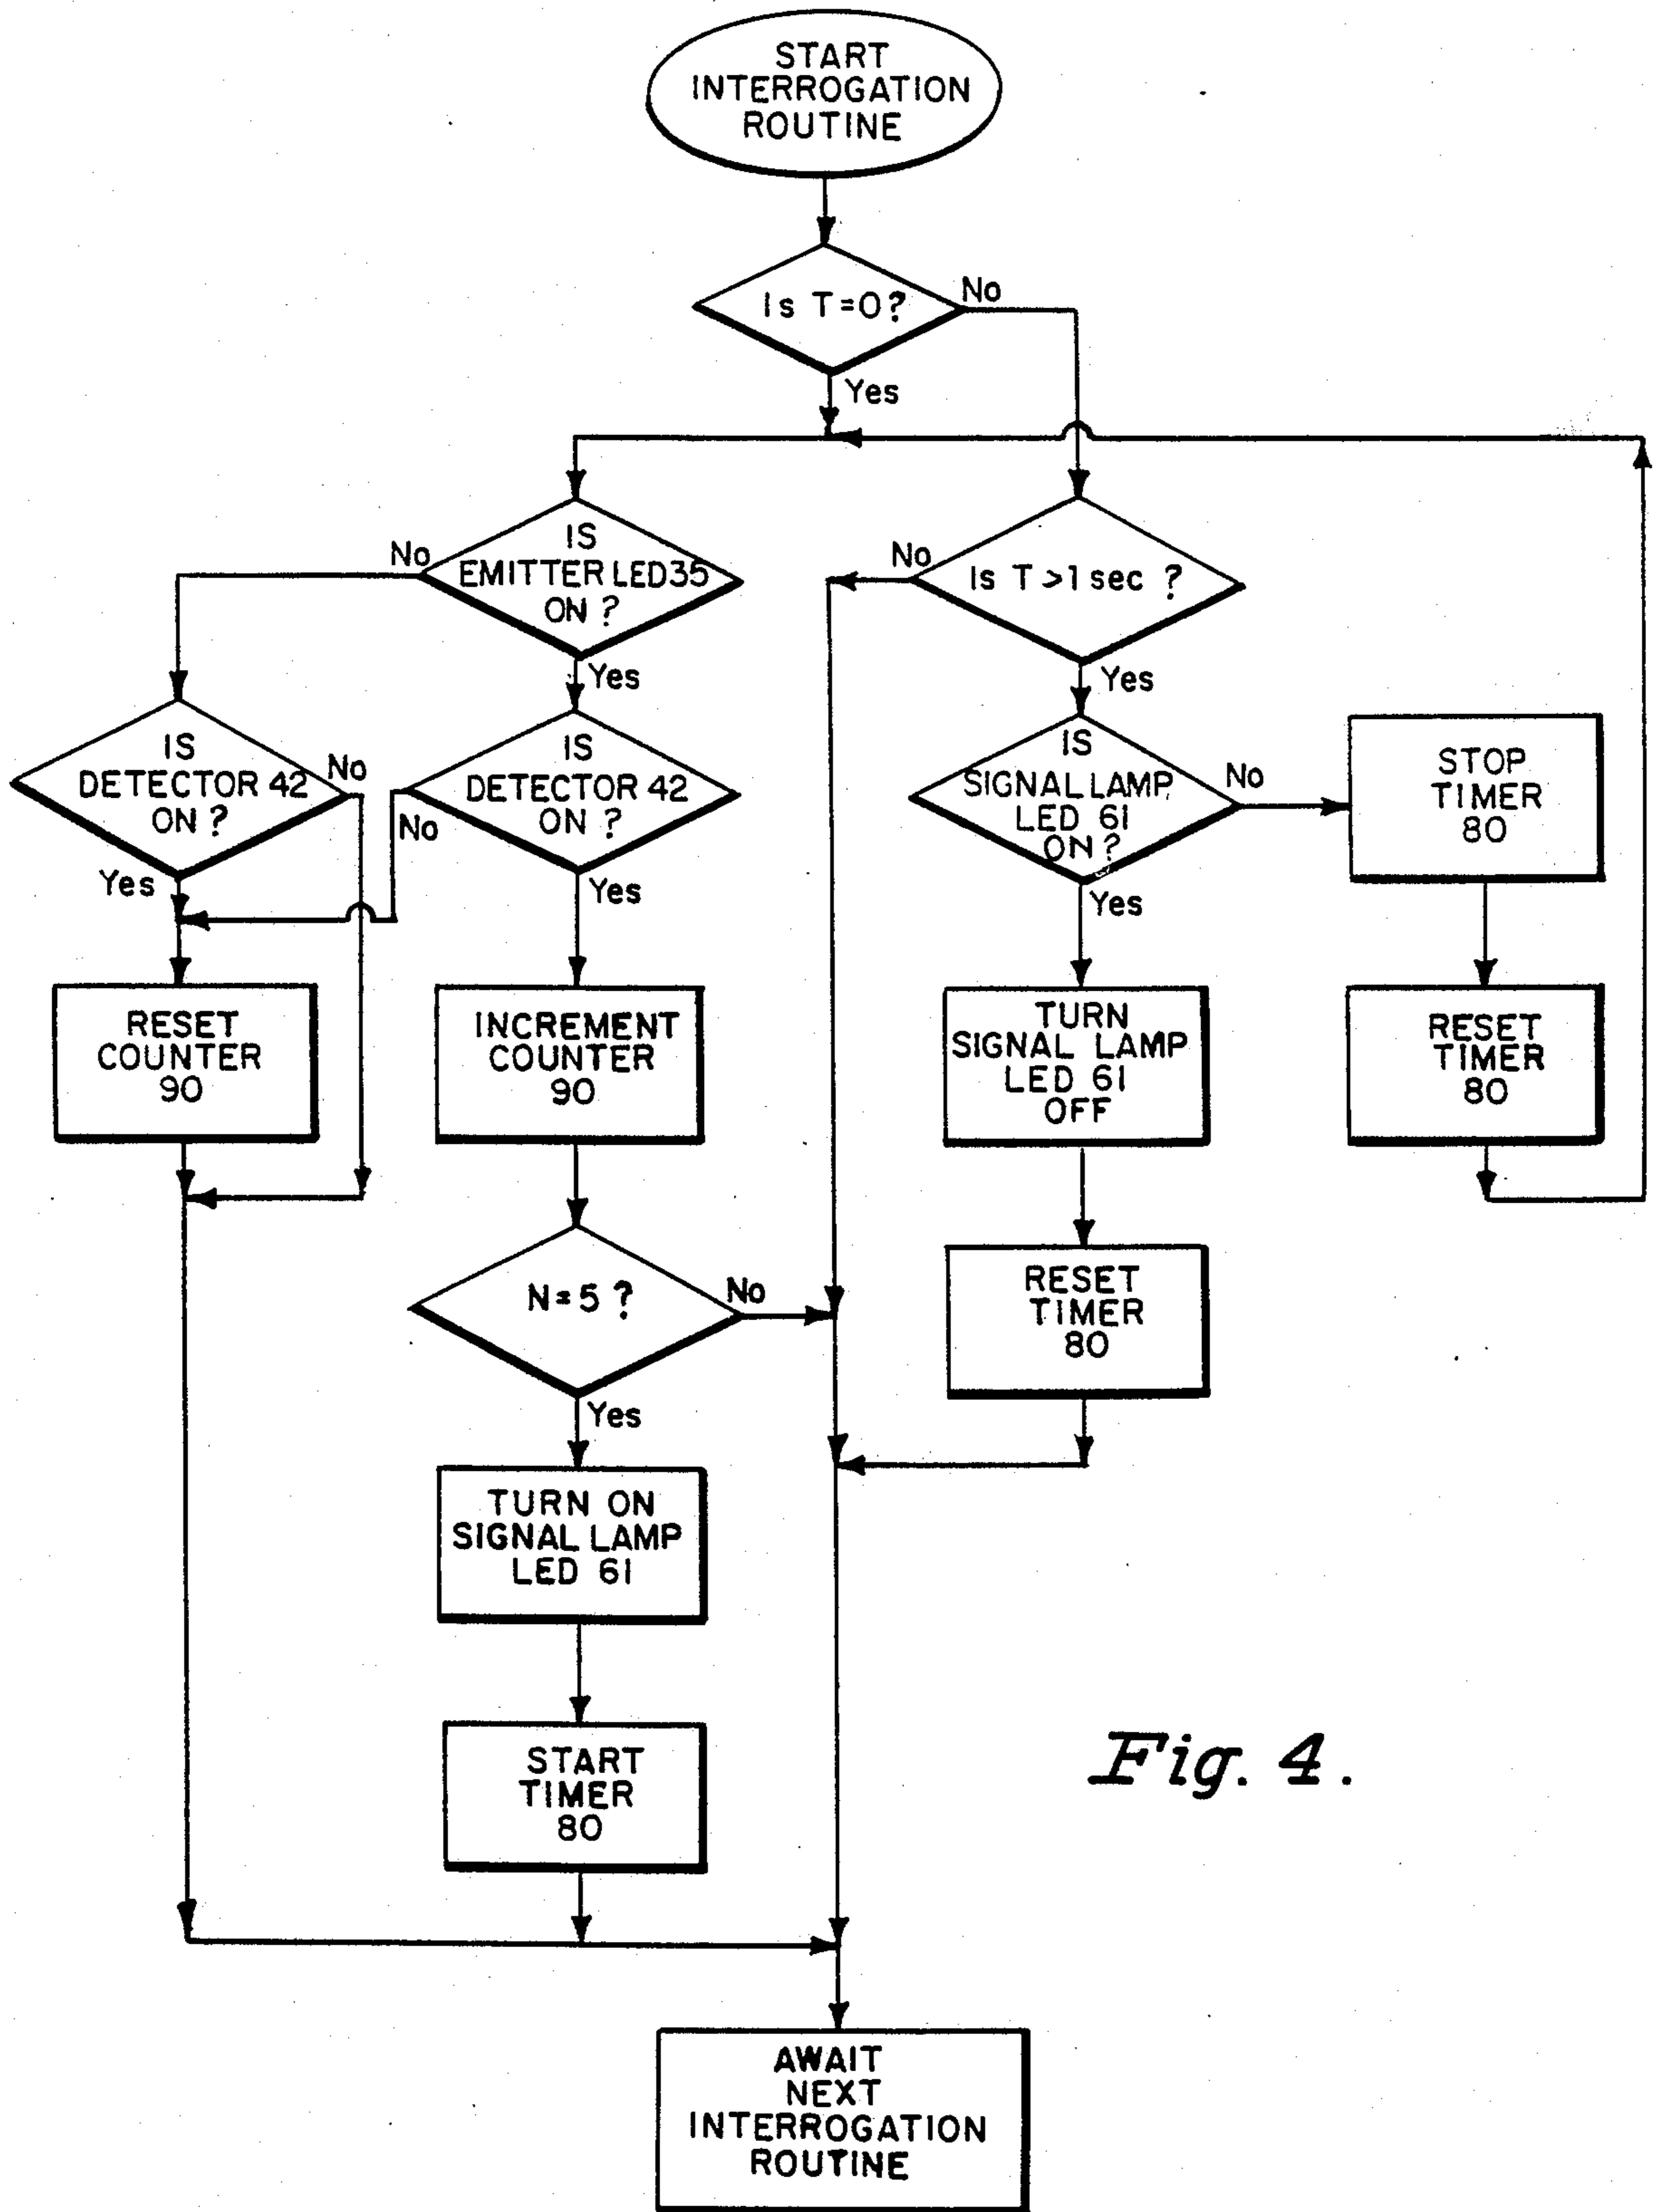 START
INTERROGATION
ROUTINE
Is T=0?
No
Yes
IS
EMITTER LED35
ON ?
No
Yes
Is T >1 sec ?
No
Yes
IS
DETECTOR 42
ON ?
No
Yes
IS
DETECTOR 42
ON ?
No
Yes
IS
SIGNAL LAMP
LED 61
ON?
No
Yes
STOP
TIMER
80
RESET
COUNTER
90
INCREMENT
COUNTER
90
TURN
SIGNAL LAMP
LED 61
OFF
RESET
TIMER
80
N=5 ?
No
Yes
RESET
TIMER
80
TURN ON
SIGNAL LAMP
LED 61
START
TIMER
80
Fig. 4.
AWAIT
NEXT
INTERROGATION
ROUTINE